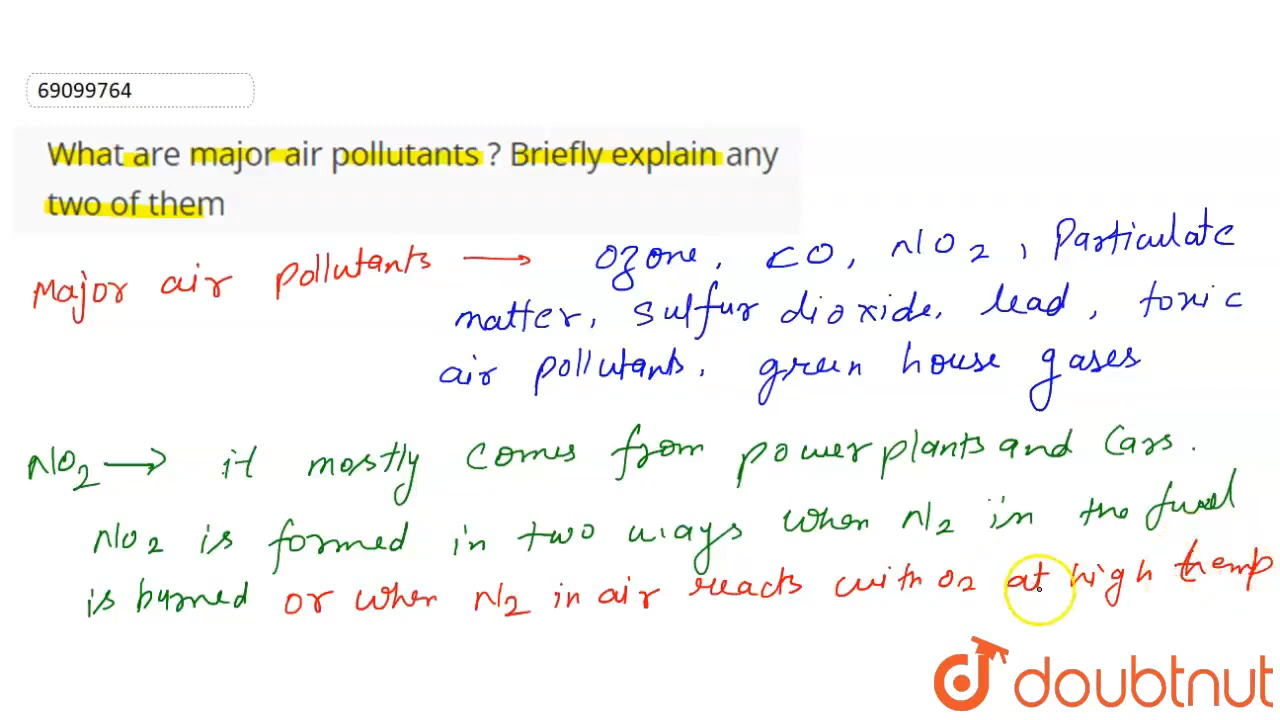 69099764
What are major air pollutants ? Briefly explain any
two of them
Major air pollutants → Ozone, CO, NO2, Particulate
matter, sulfur dioxide, lead, toxic
air pollutants, green house gases
NO2 → it mostly comes from power plants and Cars.
NO2 is formed in two ways when N2 in the fuel
is burned or when N2 in air reacts with O2 at high temp
doubtnut